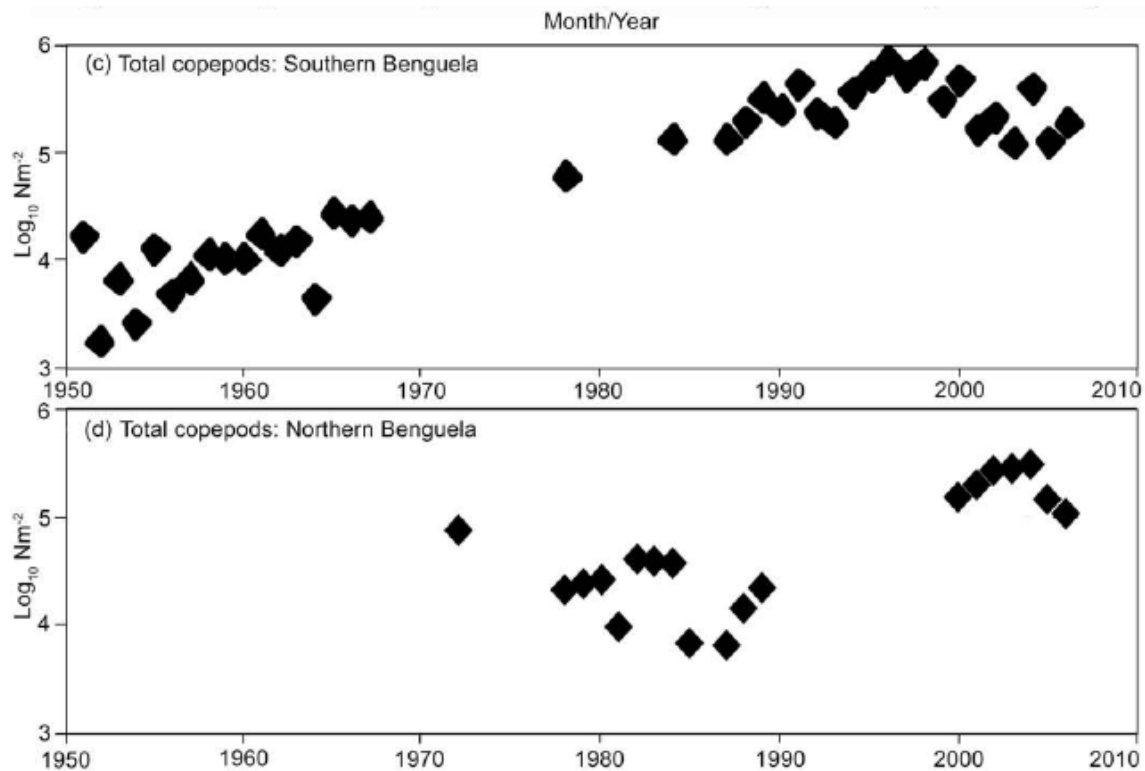 Month/Year
(c) Total copepods: Southern Benguela
6
5
4
3
Log₁₀ Nm⁻²
1950 1960 1970 1980 1990 2000 2010
(d) Total copepods: Northern Benguela
6
5
4
3
Log₁₀ Nm⁻²
1950 1960 1970 1980 1990 2000 2010